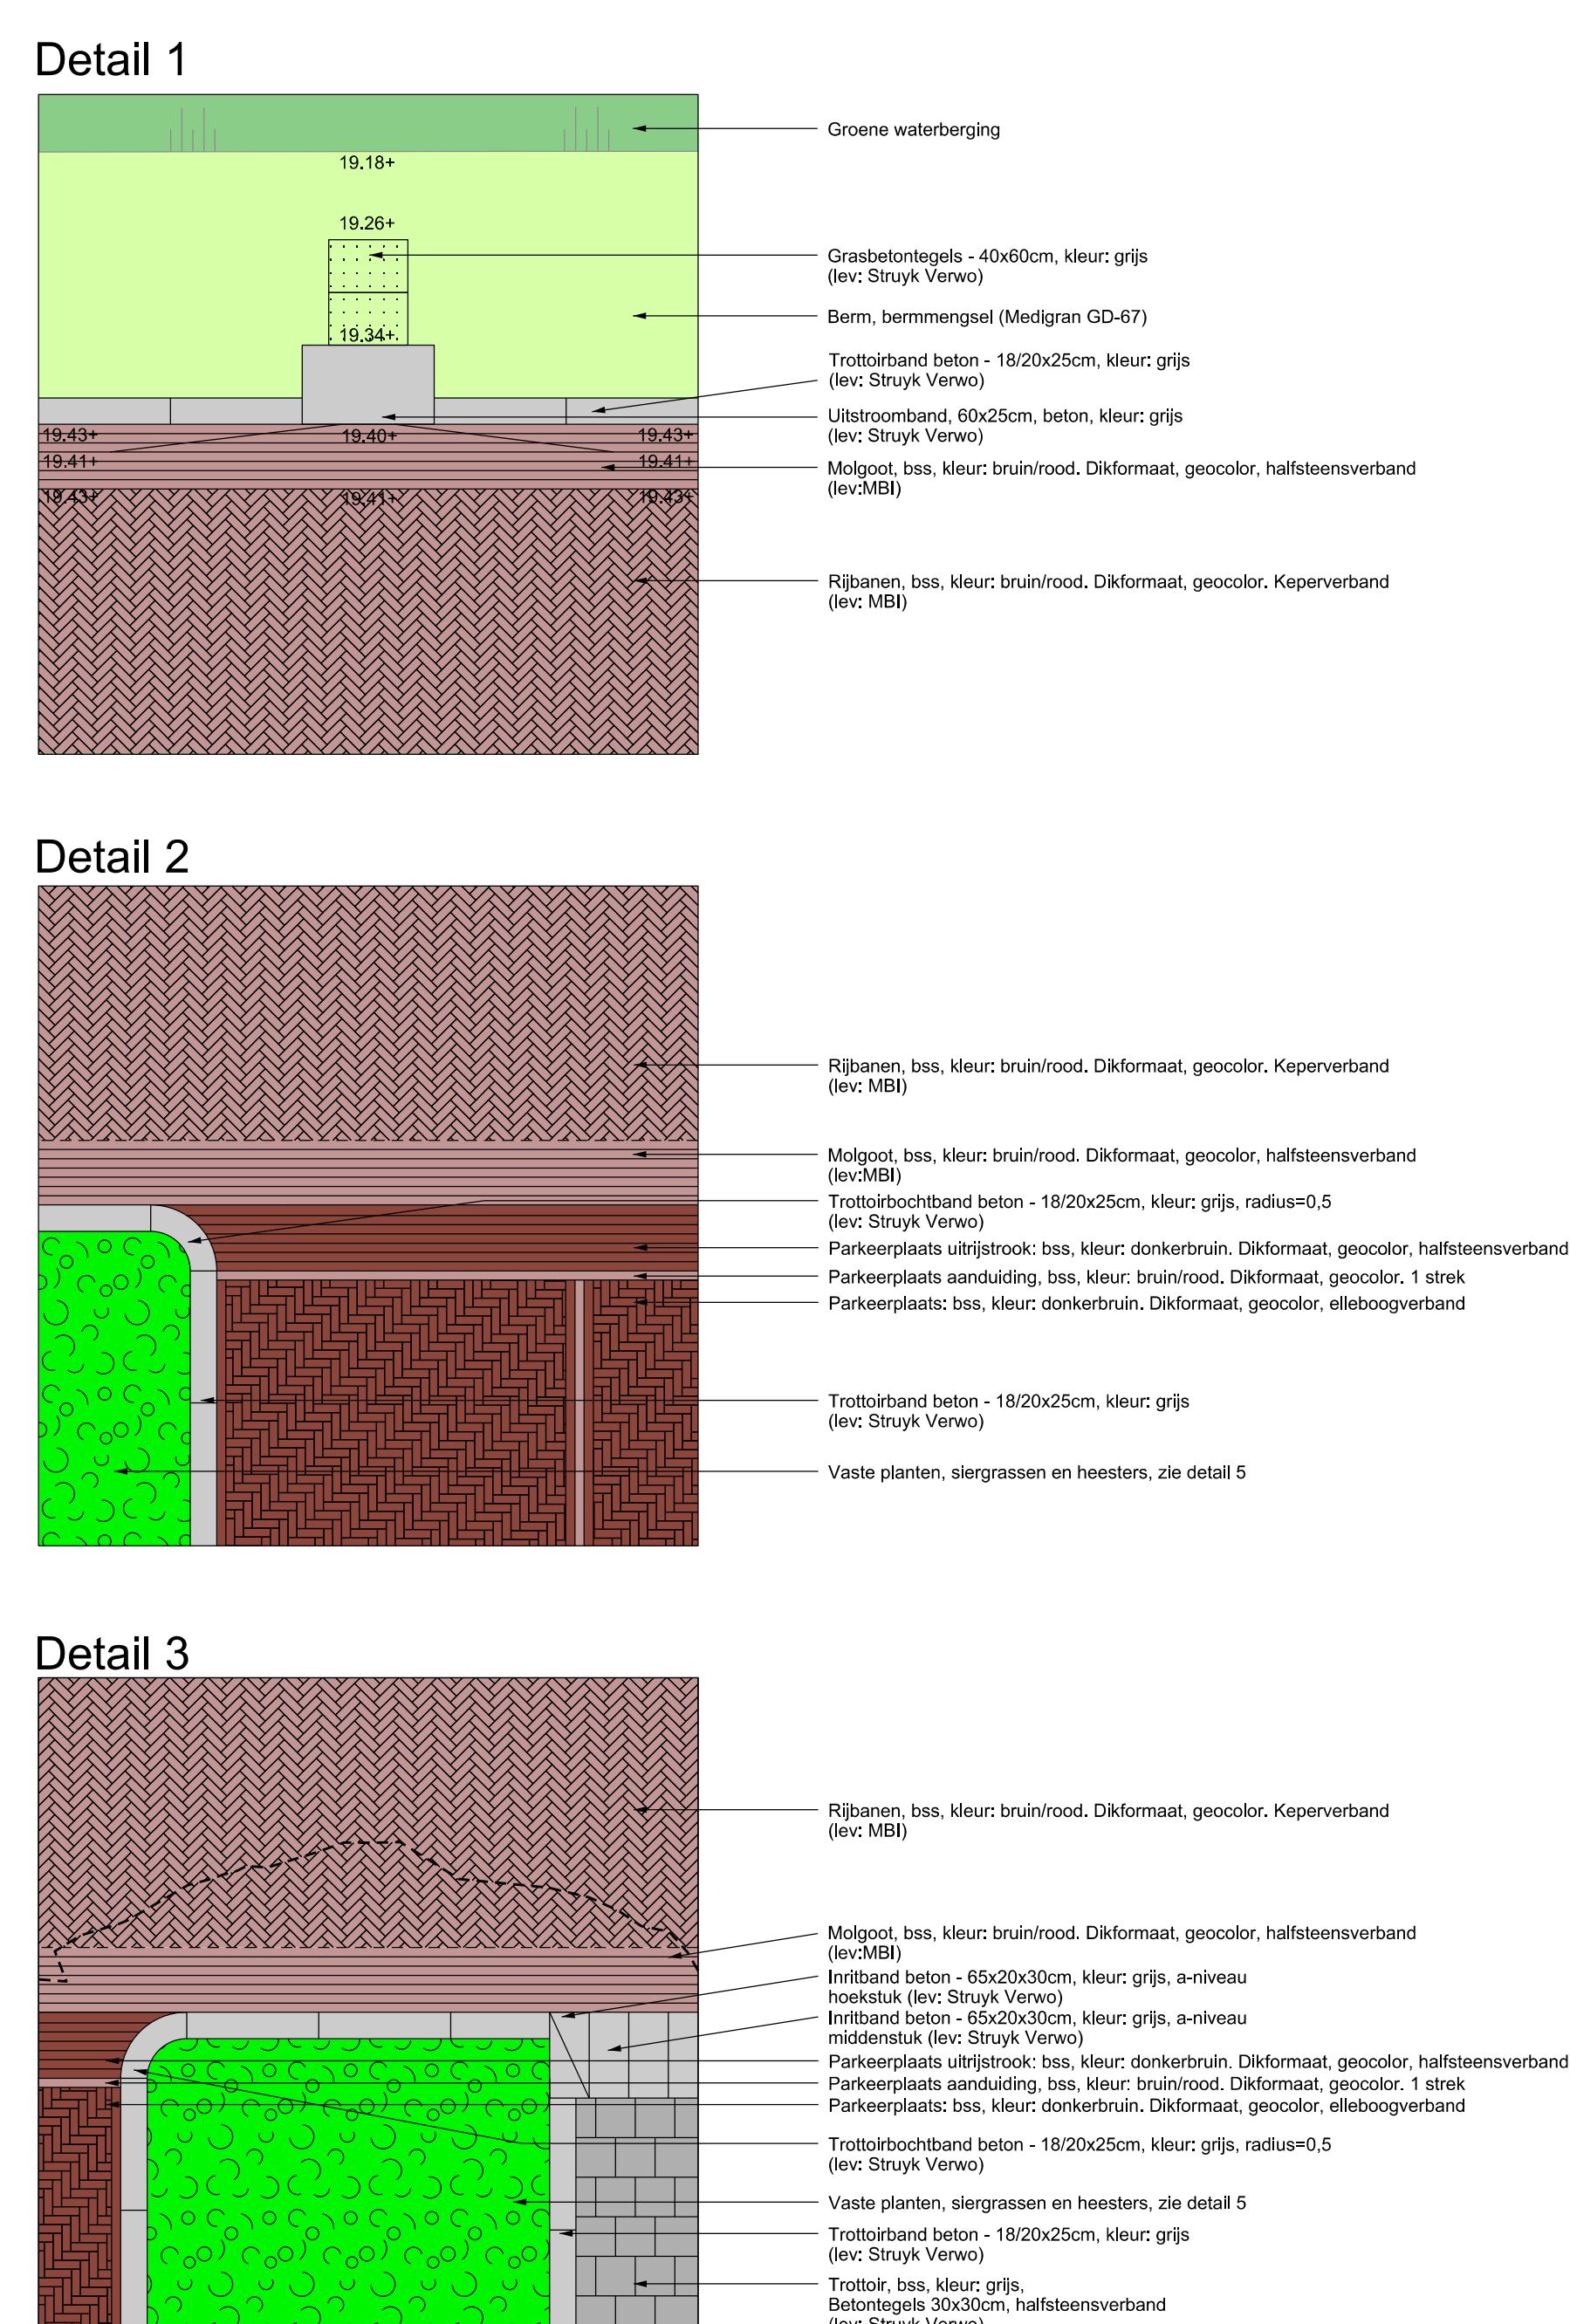 Detail 1
Groene waterberging
19.18+
19.26+
Grasbetontegels - 40x60cm, kleur: grijs
(lev: Struyk Verwo)
Berm, bermmengsel (Medigran GD-67)
19.34+
Trottoirband beton - 18/20x25cm, kleur: grijs
(lev: Struyk Verwo)
Uitstroomband, 60x25cm, beton, kleur: grijs
(lev: Struyk Verwo)
19.43+ 19.40+ 19.43+
19.41+ 19.41+
Molgoot, bss, kleur: bruin/rood. Dikformaat, geocolor, halfsteensverband
(lev:MBI)
19.43+ 19.41+ 19.43+
Rijbanen, bss, kleur: bruin/rood. Dikformaat, geocolor. Keperverband
(lev: MBI)
Detail 2
Rijbanen, bss, kleur: bruin/rood. Dikformaat, geocolor. Keperverband
(lev: MBI)
Molgoot, bss, kleur: bruin/rood. Dikformaat, geocolor, halfsteensverband
(lev:MBI)
Trottoirbochtband beton - 18/20x25cm, kleur: grijs, radius=0,5
(lev: Struyk Verwo)
Parkeerplaats uitrijstrook: bss, kleur: donkerbruin. Dikformaat, geocolor, halfsteensverband
Parkeerplaats aanduiding, bss, kleur: bruin/rood. Dikformaat, geocolor. 1 strek
Parkeerplaats: bss, kleur: donkerbruin. Dikformaat, geocolor, elleboogverband
Trottoirband beton - 18/20x25cm, kleur: grijs
(lev: Struyk Verwo)
Vaste planten, siergrassen en heesters, zie detail 5
Detail 3
Rijbanen, bss, kleur: bruin/rood. Dikformaat, geocolor. Keperverband
(lev: MBI)
Molgoot, bss, kleur: bruin/rood. Dikformaat, geocolor, halfsteensverband
(lev:MBI)
Inritband beton - 65x20x30cm, kleur: grijs, a-niveau
hoekstuk (lev: Struyk Verwo)
Inritband beton - 65x20x30cm, kleur: grijs, a-niveau
middenstuk (lev: Struyk Verwo)
Parkeerplaats uitrijstrook: bss, kleur: donkerbruin. Dikformaat, geocolor, halfsteensverband
Parkeerplaats aanduiding, bss, kleur: bruin/rood. Dikformaat, geocolor. 1 strek
Parkeerplaats: bss, kleur: donkerbruin. Dikformaat, geocolor, elleboogverband
Trottoirbochtband beton - 18/20x25cm, kleur: grijs, radius=0,5
(lev: Struyk Verwo)
Vaste planten, siergrassen en heesters, zie detail 5
Trottoirband beton - 18/20x25cm, kleur: grijs
(lev: Struyk Verwo)
Trottoir, bss, kleur: grijs,
Betontegels 30x30cm, halfsteensverband
(lev: Struyk Verwo)